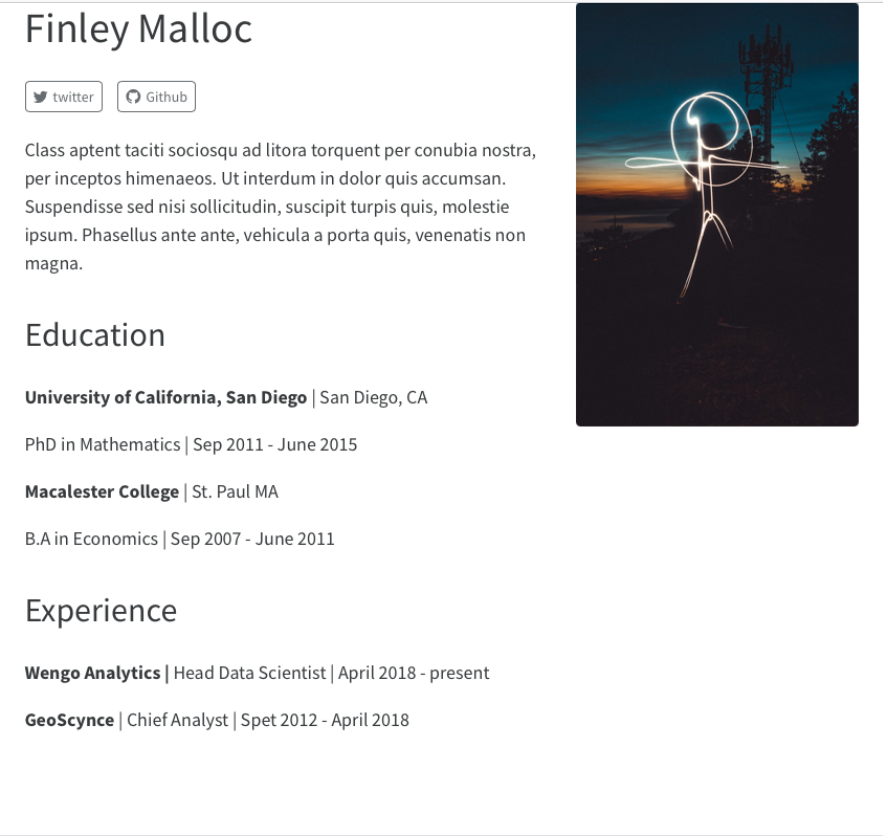 Finley Malloc
twitter
Github
Class aptent taciti sociosqu ad litora torquent per conubia nostra,
per inceptos himenaeos. Ut interdum in dolor quis accumsan.
Suspendisse sed nisi sollicitudin, suscipit turpis quis, molestie
ipsum. Phasellus ante ante, vehicula a porta quis, venenatis non
magna.
Education
University of California, San Diego | San Diego, CA
PhD in Mathematics | Sep 2011 - June 2015
Macalester College | St. Paul MA
B.A in Economics | Sep 2007 - June 2011
Experience
Wengo Analytics | Head Data Scientist | April 2018 - present
GeoScynce | Chief Analyst | Spet 2012 - April 2018